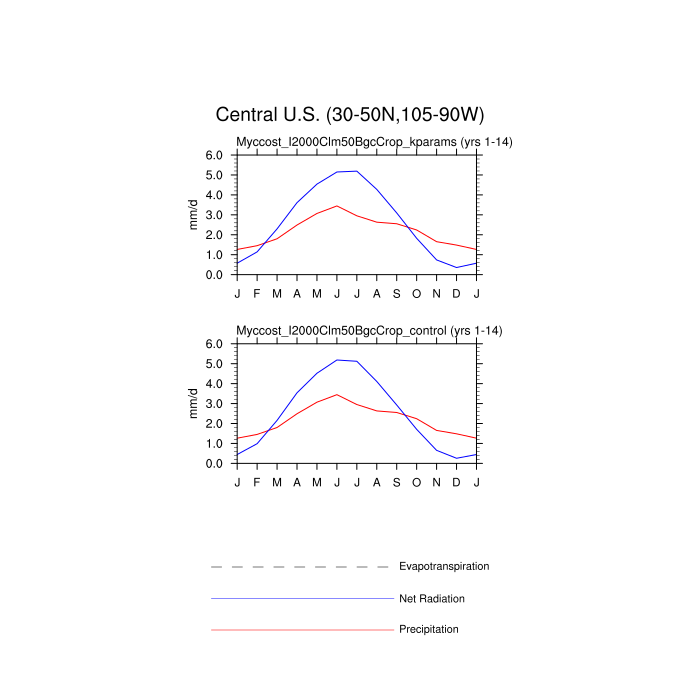 Central U.S. (30-50N,105-90W)
Myccost_I2000Clm50BgcCrop_kparams (yrs 1-14)
6.0
5.0
4.0
3.0
2.0
1.0
0.0
mm/d
J F M A M J J A S O N D J
Myccost_I2000Clm50BgcCrop_control (yrs 1-14)
6.0
5.0
4.0
3.0
2.0
1.0
0.0
mm/d
J F M A M J J A S O N D J
Evapotranspiration
Net Radiation
Precipitation